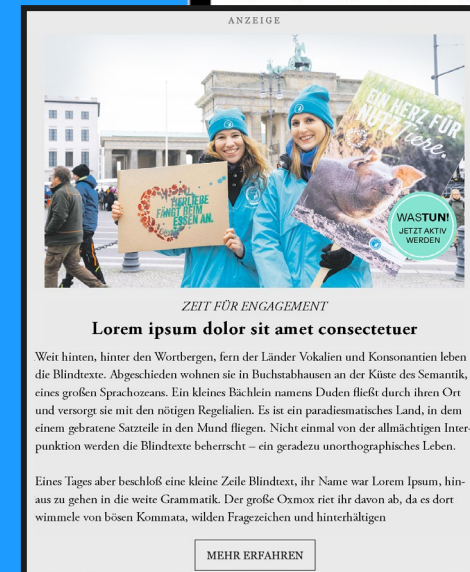 ANZEIGE
EIN HERZ FÜR
NUTZtiere.
TIERLIEBE
FÄNGT BEIM
ESSEN AN.
WASTUN!
JETZT AKTIV
WERDEN
ZEIT FÜR ENGAGEMENT
Lorem ipsum dolor sit amet consectetuer
Weit hinten, hinter den Wortbergen, fern der Länder Vokalien und Konsonantien leben
die Blindtexte. Abgeschieden wohnen sie in Buchstabhausen an der Küste des Semantik,
eines großen Sprachozeans. Ein kleines Bächlein namens Duden fließt durch ihren Ort
und versorgt sie mit den nötigen Regelialien. Es ist ein paradiesmatisches Land, in dem
einem gebratene Satzteile in den Mund fliegen. Nicht einmal von der allmächtigen Inter-
punktion werden die Blindtexte beherrscht – ein geradezu unorthographisches Leben.
Eines Tages aber beschloß eine kleine Zeile Blindtext, ihr Name war Lorem Ipsum, hin-
aus zu gehen in die weite Grammatik. Der große Oxmox riet ihr davon ab, da es dort
wimmele von bösen Kommata, wilden Fragezeichen und hinterhältigen
MEHR ERFAHREN